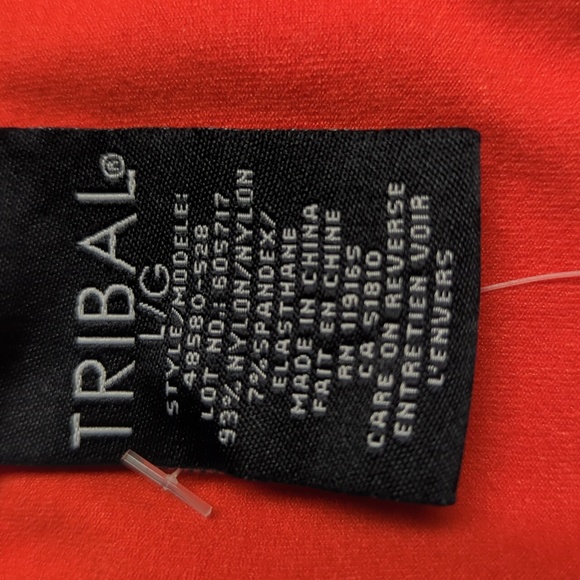 TRIBAL®
L/G
STYLE/MODELE:
48580-528
LOT NO: 605717
93% NYLON/NYLON
7% SPANDEX/
ELASTHANE
MADE IN CHINA
FAIT EN CHINE
RN 119165
CA 51810
CARE ON REVERSE
ENTRETIEN VOIR
L'ENVERS